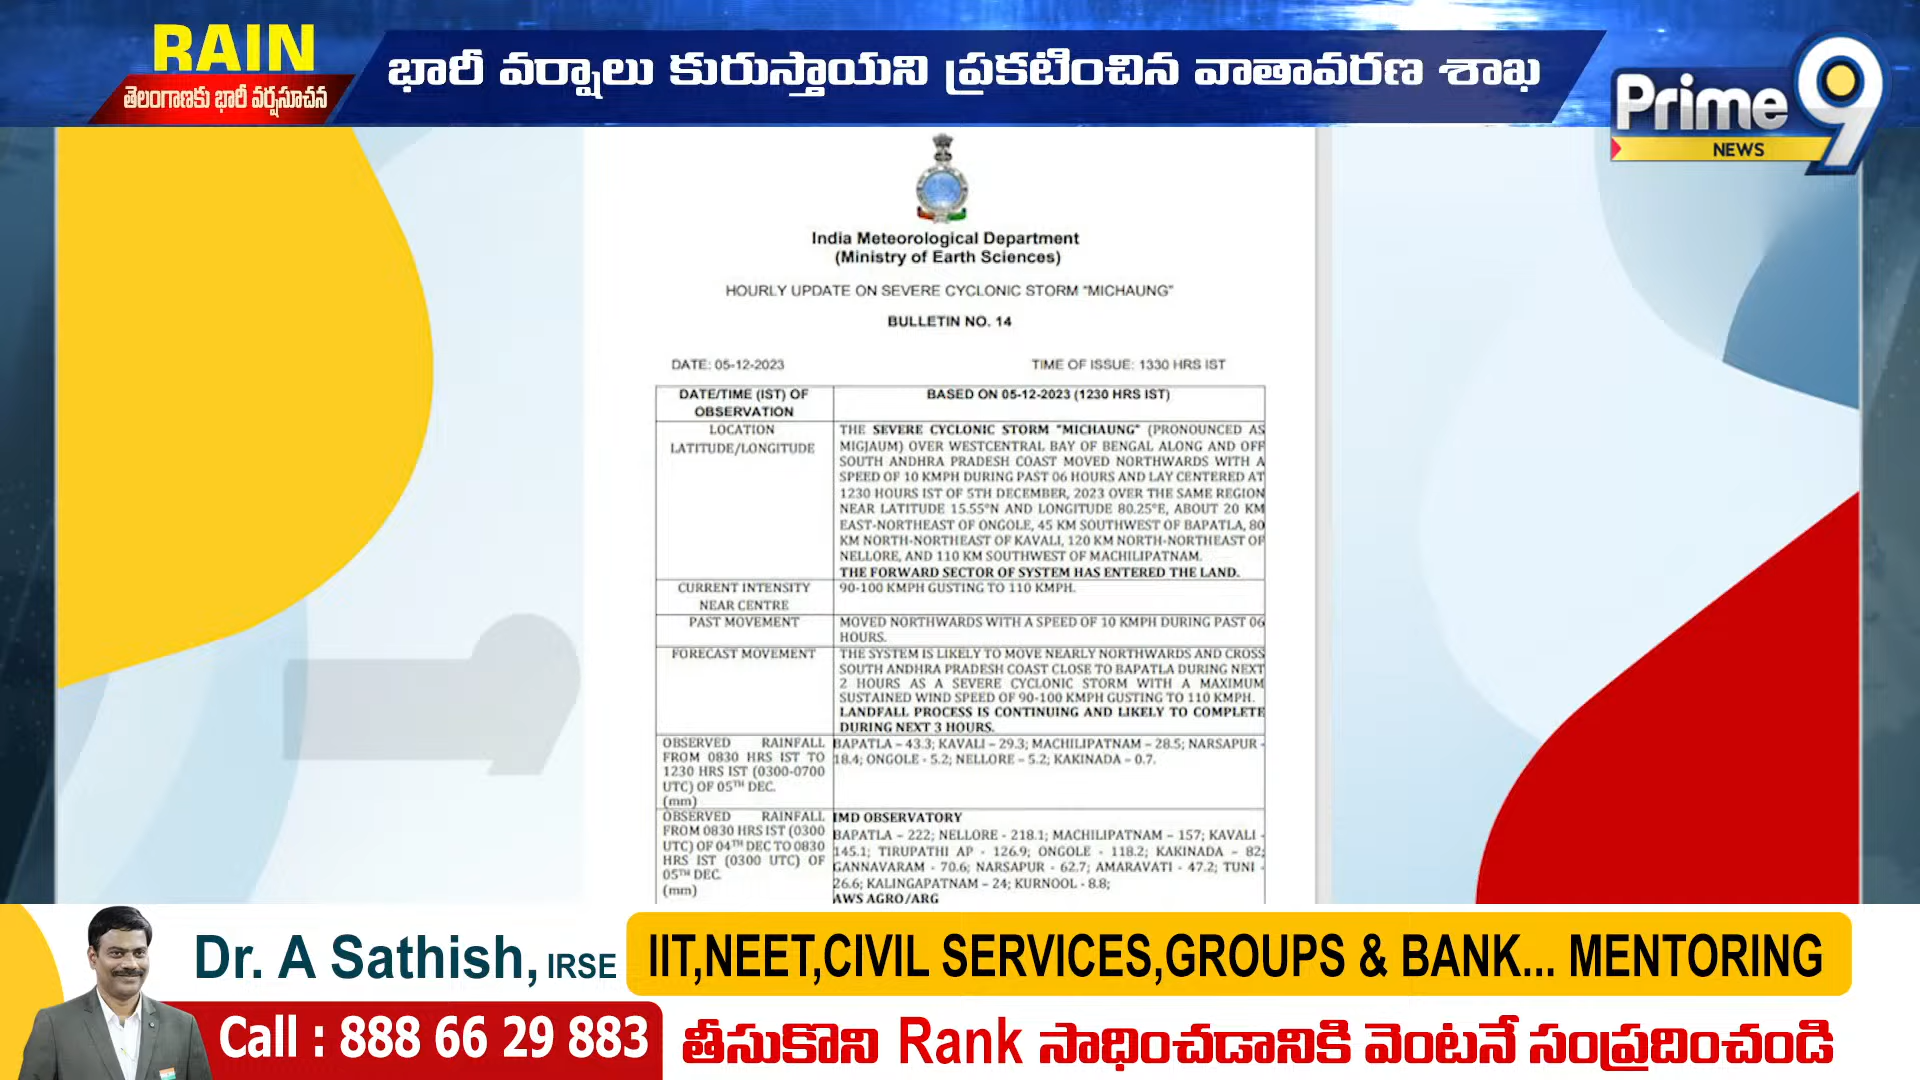 RAIN
తెలంగాణకు భారీ వర్షసూచన
భారీ వర్షాలు కురుస్తాయని ప్రకటించిన వాతావరణ శాఖ
Prime9
NEWS
India Meteorological Department
(Ministry of Earth Sciences)
HOURLY UPDATE ON SEVERE CYCLONIC STORM "MICHAUNG"
BULLETIN NO. 14
DATE: 05-12-2023 TIME OF ISSUE: 1330 HRS IST
DATE/TIME (IST) OF
OBSERVATION
BASED ON 05-12-2023 (1230 HRS IST)
LOCATION
LATITUDE/LONGITUDE
THE SEVERE CYCLONIC STORM "MICHAUNG" (PRONOUNCED AS
MIGJAUM) OVER WESTCENTRAL BAY OF BENGAL ALONG AND OFF
SOUTH ANDHRA PRADESH COAST MOVED NORTHWARDS WITH A
SPEED OF 10 KMPH DURING PAST 06 HOURS AND LAY CENTERED AT
1230 HOURS IST OF 5TH DECEMBER, 2023 OVER THE SAME REGION
NEAR LATITUDE 15.55°N AND LONGITUDE 80.25°E, ABOUT 20 KM
EAST-NORTHEAST OF ONGOLE, 45 KM SOUTHWEST OF BAPATLA, 80
KM NORTH-NORTHEAST OF KAVALI, 120 KM NORTH-NORTHEAST OF
NELLORE, AND 110 KM SOUTHWEST OF MACHILIPATNAM.
THE FORWARD SECTOR OF SYSTEM HAS ENTERED THE LAND.
CURRENT INTENSITY
NEAR CENTRE
90-100 KMPH GUSTING TO 110 KMPH.
PAST MOVEMENT
MOVED NORTHWARDS WITH A SPEED OF 10 KMPH DURING PAST 06
HOURS.
FORECAST MOVEMENT
THE SYSTEM IS LIKELY TO MOVE NEARLY NORTHWARDS AND CROSS
SOUTH ANDHRA PRADESH COAST CLOSE TO BAPATLA DURING NEXT
2 HOURS AS A SEVERE CYCLONIC STORM WITH A MAXIMUM
SUSTAINED WIND SPEED OF 90-100 KMPH GUSTING TO 110 KMPH.
LANDFALL PROCESS IS CONTINUING AND LIKELY TO COMPLETE
DURING NEXT 3 HOURS.
OBSERVED RAINFALL
FROM 0830 HRS IST TO
1230 HRS IST (0300-0700
UTC) OF 05TH DEC.
(mm)
BAPATLA – 43.3; KAVALI – 29.3; MACHILIPATNAM – 28.5; NARSAPUR -
18.4; ONGOLE - 5.2; NELLORE – 5.2; KAKINADA – 0.7.
OBSERVED RAINFALL
FROM 0830 HRS IST (0300
UTC) OF 04TH DEC TO 0830
HRS IST (0300 UTC) OF
05TH DEC.
(mm)
IMD OBSERVATORY
BAPATLA – 222; NELLORE - 218.1; MACHILIPATNAM – 157; KAVALI -
145.1; TIRUPATHI AP - 126.9; ONGOLE - 118.2; KAKINADA – 82;
GANNAVARAM - 70.6; NARSAPUR - 62.7; AMARAVATI - 47.2; TUNI -
26.6; KALINGAPATNAM – 24; KURNOOL - 8.8;
AWS AGRO/ARG
Dr. A Sathish, IRSE
IIT,NEET,CIVIL SERVICES,GROUPS & BANK... MENTORING
Call : 888 66 29 883
తీసుకొని Rank సాధించడానికి వెంటనే సంప్రదించండి